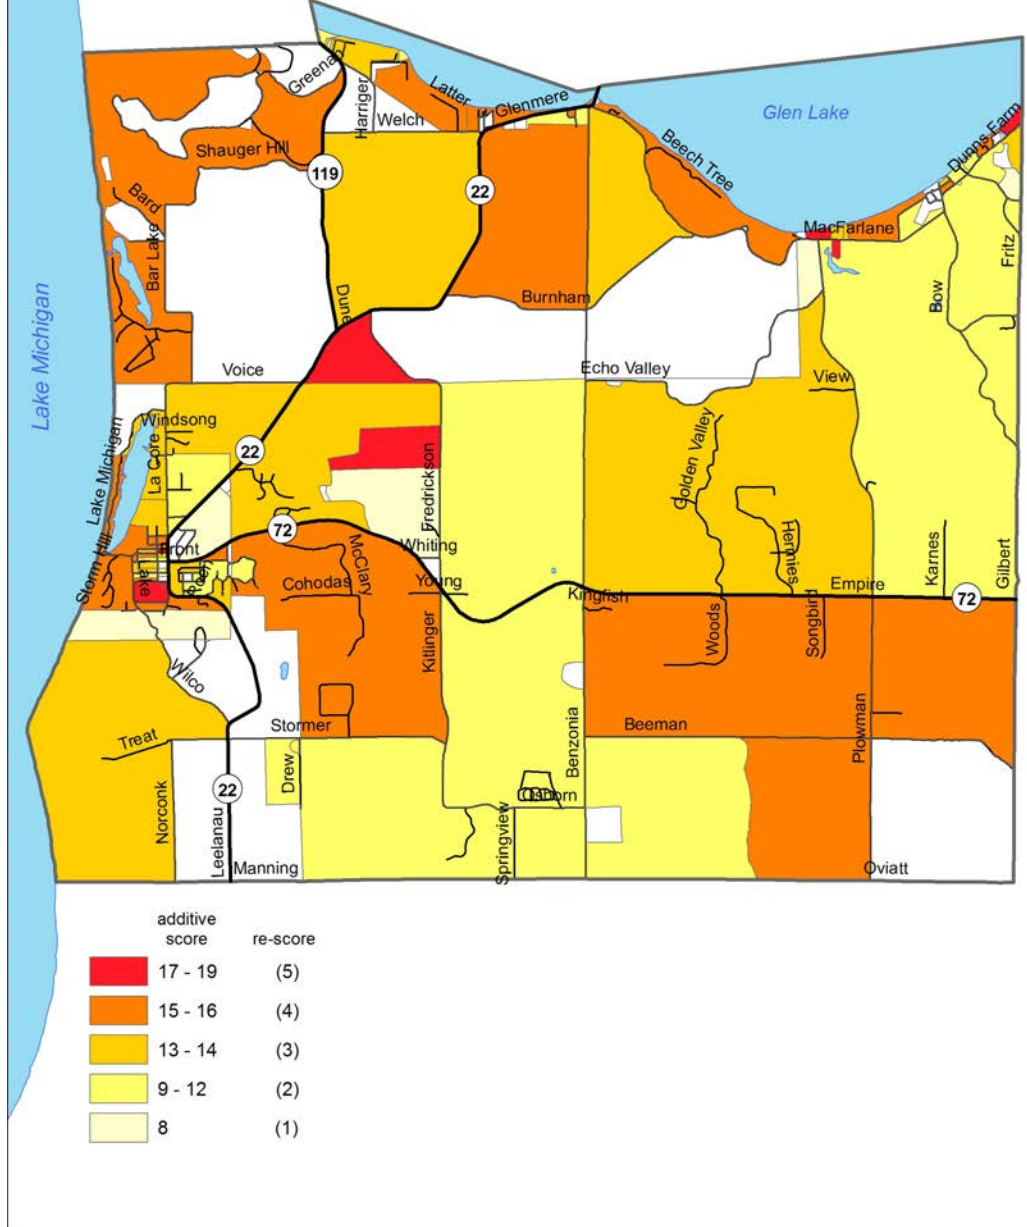 Greenan
Harriger
Latter
Glenmere
Welch
Glen Lake
Dunns Farm
Shauger Hill
119
22
Beech Tree
Bard
Bar Lake
MacFarlane
Fritz
Bow
Lake Michigan
Dune
Burnham
Voice
Echo Valley
View
Windsong
La Core
Lake Michigan
22
Fredrickson
Golden Valley
Storm Hill
Front
72
McClary
Whiting
Hermies
Karnes
Gilbert
Lake
Cohodas
Young
Kingfish
Empire
72
Kitlinger
Woods
Songbird
Wilco
Stormer
Beeman
Plowman
Treat
Benzonia
Drew
22
Osborn
Norconk
Leelanau
Springview
Manning
Oviatt
additive
score re-score
17 - 19 (5)
15 - 16 (4)
13 - 14 (3)
9 - 12 (2)
8 (1)